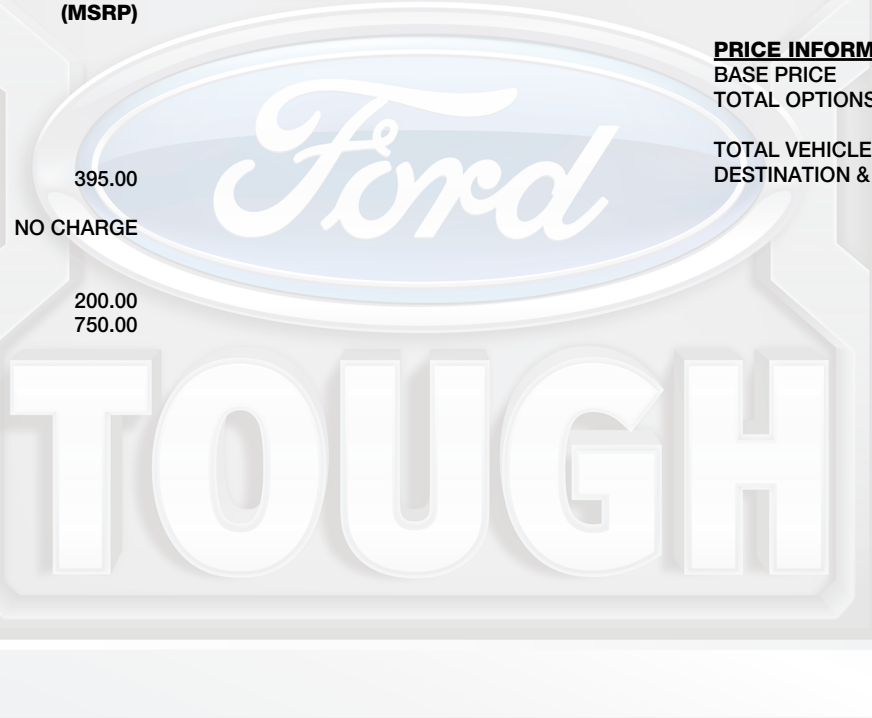 (MSRP)
395.00
NO CHARGE
200.00
750.00
PRICE INFORM
BASE PRICE
TOTAL OPTIONS
TOTAL VEHICLE
DESTINATION &
Ford
TOUGH